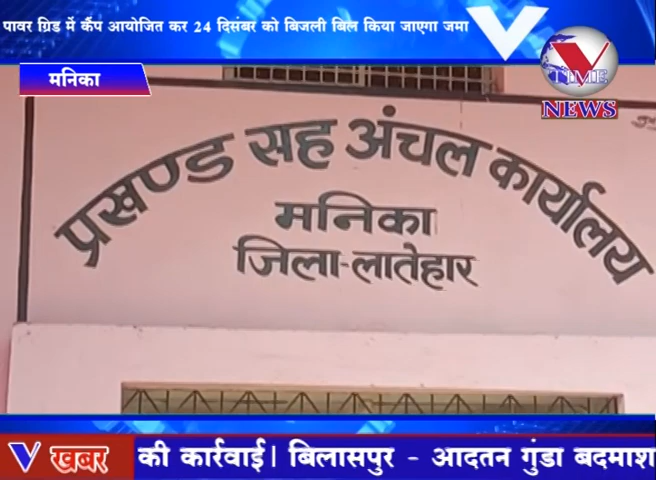 पावर ग्रिड में कैंप आयोजित कर 24 दिसंबर को बिजली बिल किया जाएगा जमा
मनिका
V
TIME
NEWS
प्रखण्ड सह अंचल कार्यालय
मनिका
जिला-लातेहार
V खबर
की कार्रवाई। बिलासपुर - आदतन गुंडा बदमाश